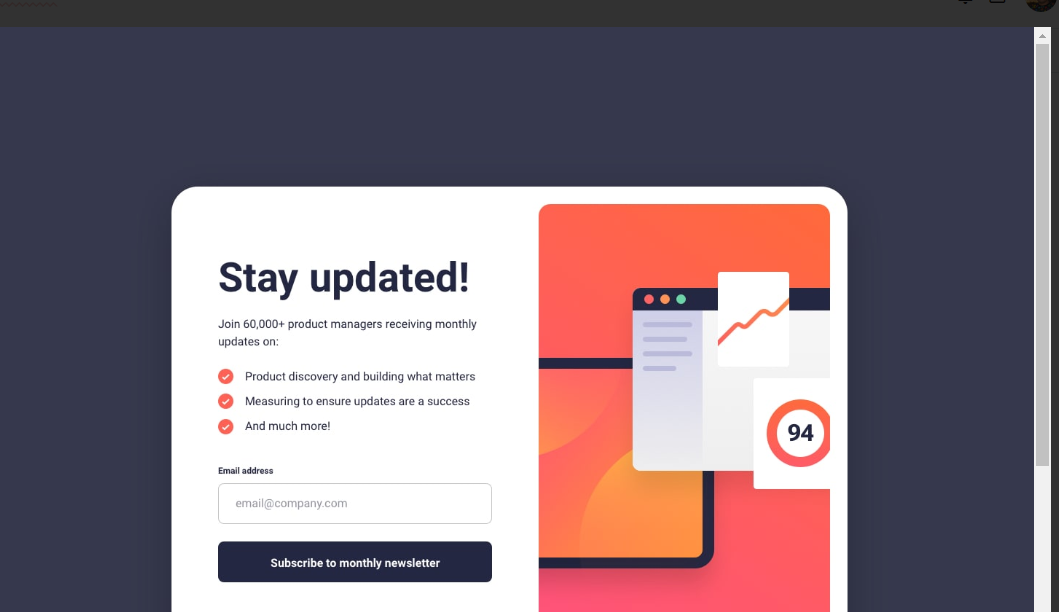 Stay updated!
Join 60,000+ product managers receiving monthly
updates on:
Product discovery and building what matters
Measuring to ensure updates are a success
And much more!
Email address
email@company.com
Subscribe to monthly newsletter
94